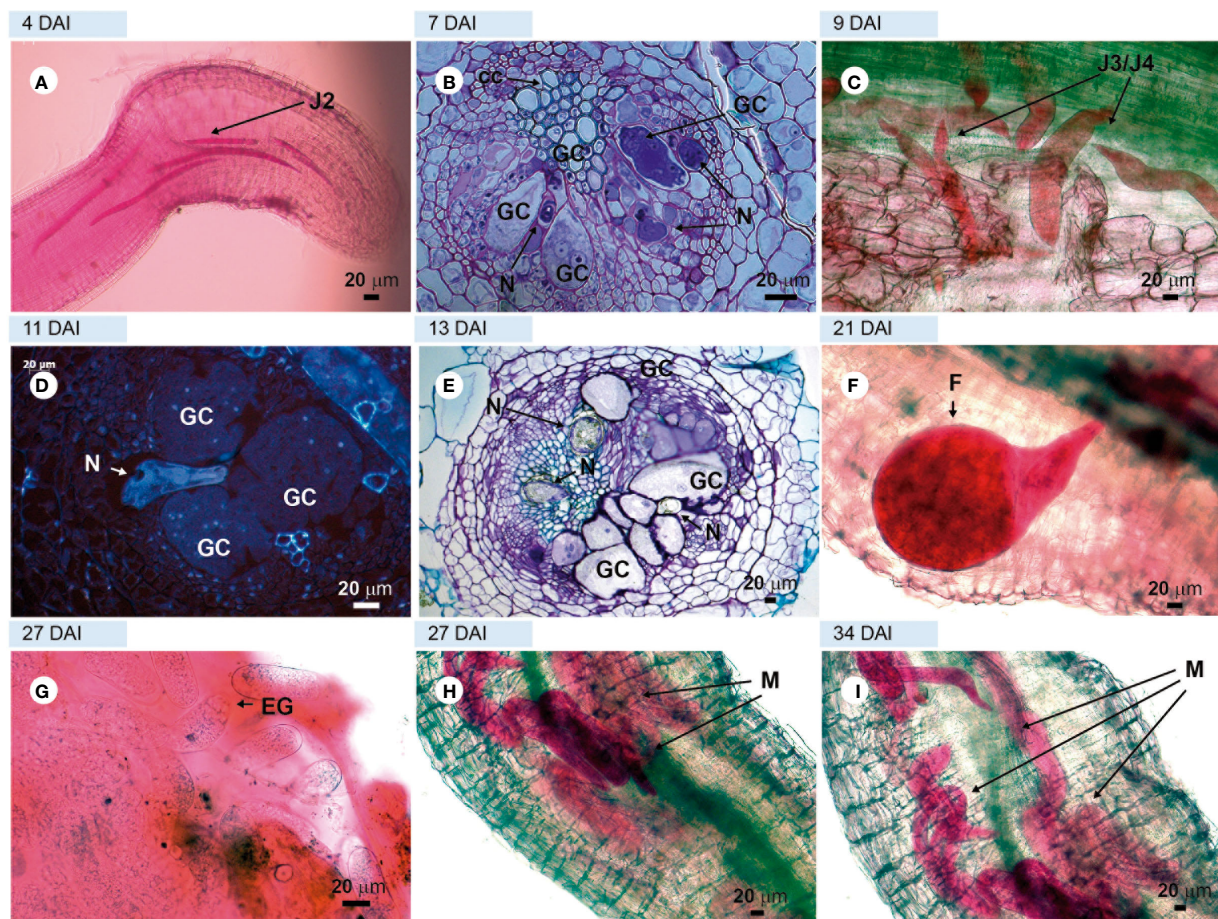 4 DAI
7 DAI
9 DAI
A
J2
20 μm
B
CC
GC
GC
GC
GC
N
N
20 μm
C
J3/J4
20 μm
11 DAI
13 DAI
21 DAI
20 μm
D
GC
N
GC
GC
20 μm
E
GC
N
N
GC
N
GC
20 μm
F
F
20 μm
27 DAI
27 DAI
34 DAI
G
EG
20 μm
H
M
20 μm
I
M
20 μm